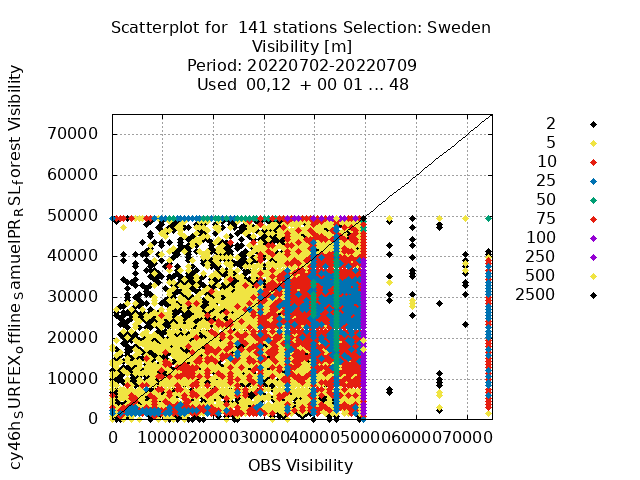 Scatterplot for 141 stations Selection: Sweden
Visibility [m]
Period: 20220702-20220709
Used 00,12 + 00 01 ... 48
cy46h_SURFEX_offline_samuelPR_RSL_forest Visibility
70000
60000
50000
40000
30000
20000
10000
0
0 10000 20000 30000 40000 50000 60000 70000
OBS Visibility
2
5
10
25
50
75
100
250
500
2500